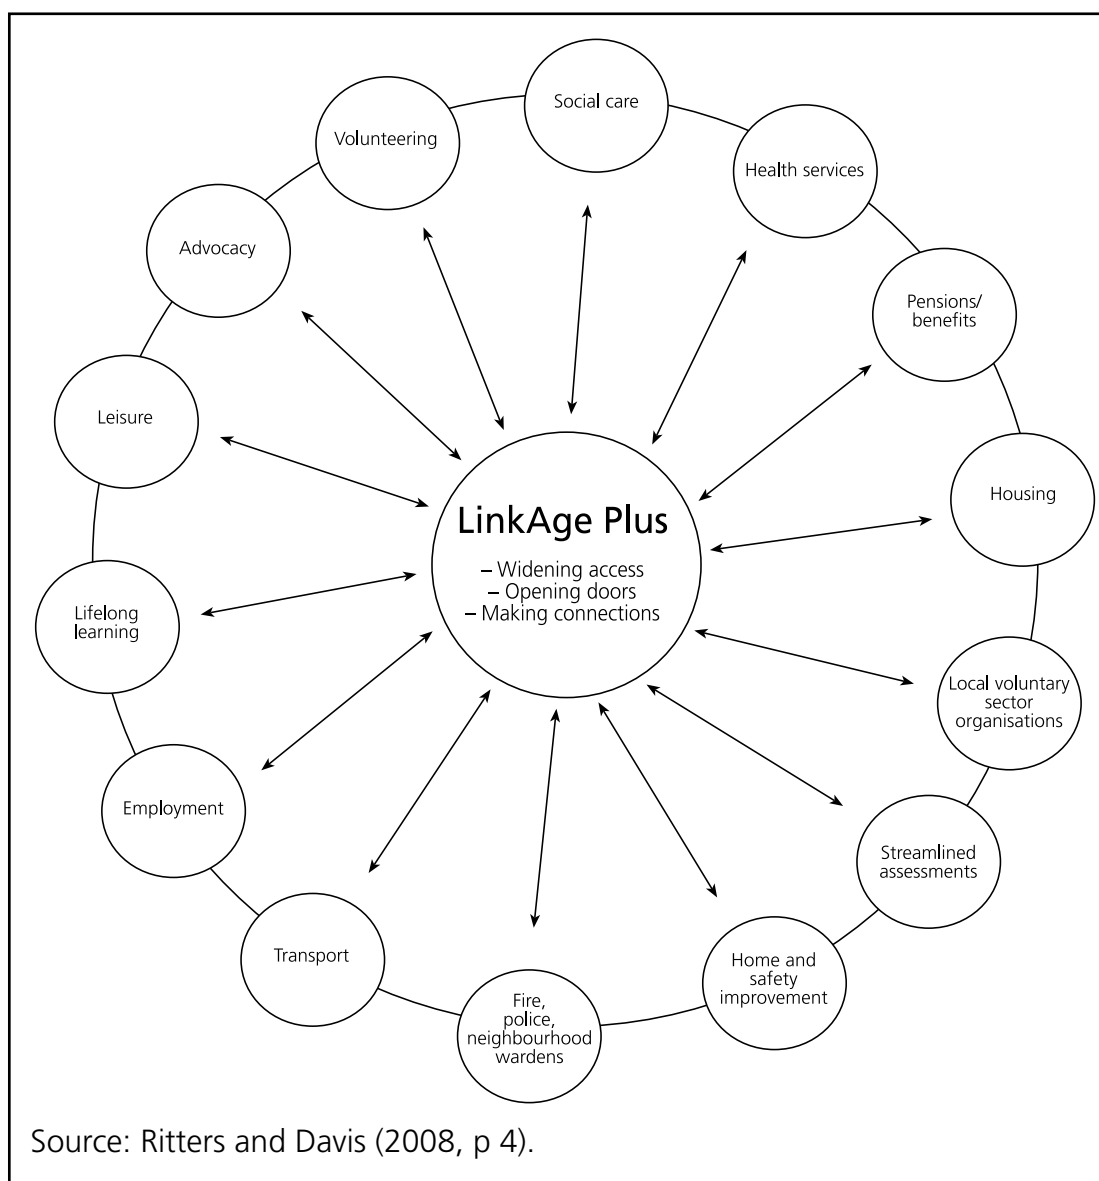 Social care
Volunteering
Health services
Advocacy
Pensions/
benefits
Leisure
Housing
LinkAge Plus
– Widening access
– Opening doors
– Making connections
Lifelong
learning
Local voluntary
sector
organisations
Employment
Streamlined
assessments
Transport
Home and
safety
improvement
Fire,
police,
neighbourhood
wardens
Source: Ritters and Davis (2008, p 4).